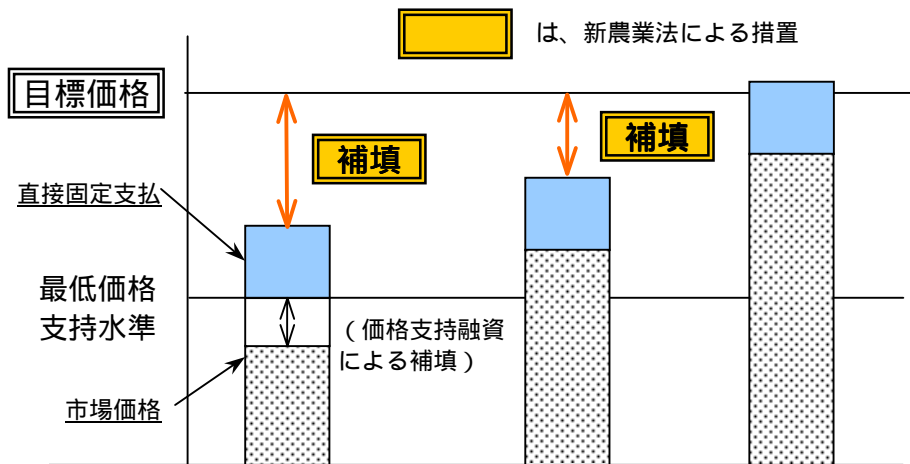 は、新農業法による措置
目標価格
補填
補填
直接固定支払
最低価格
支持水準
(価格支持融資
による補填)
市場価格